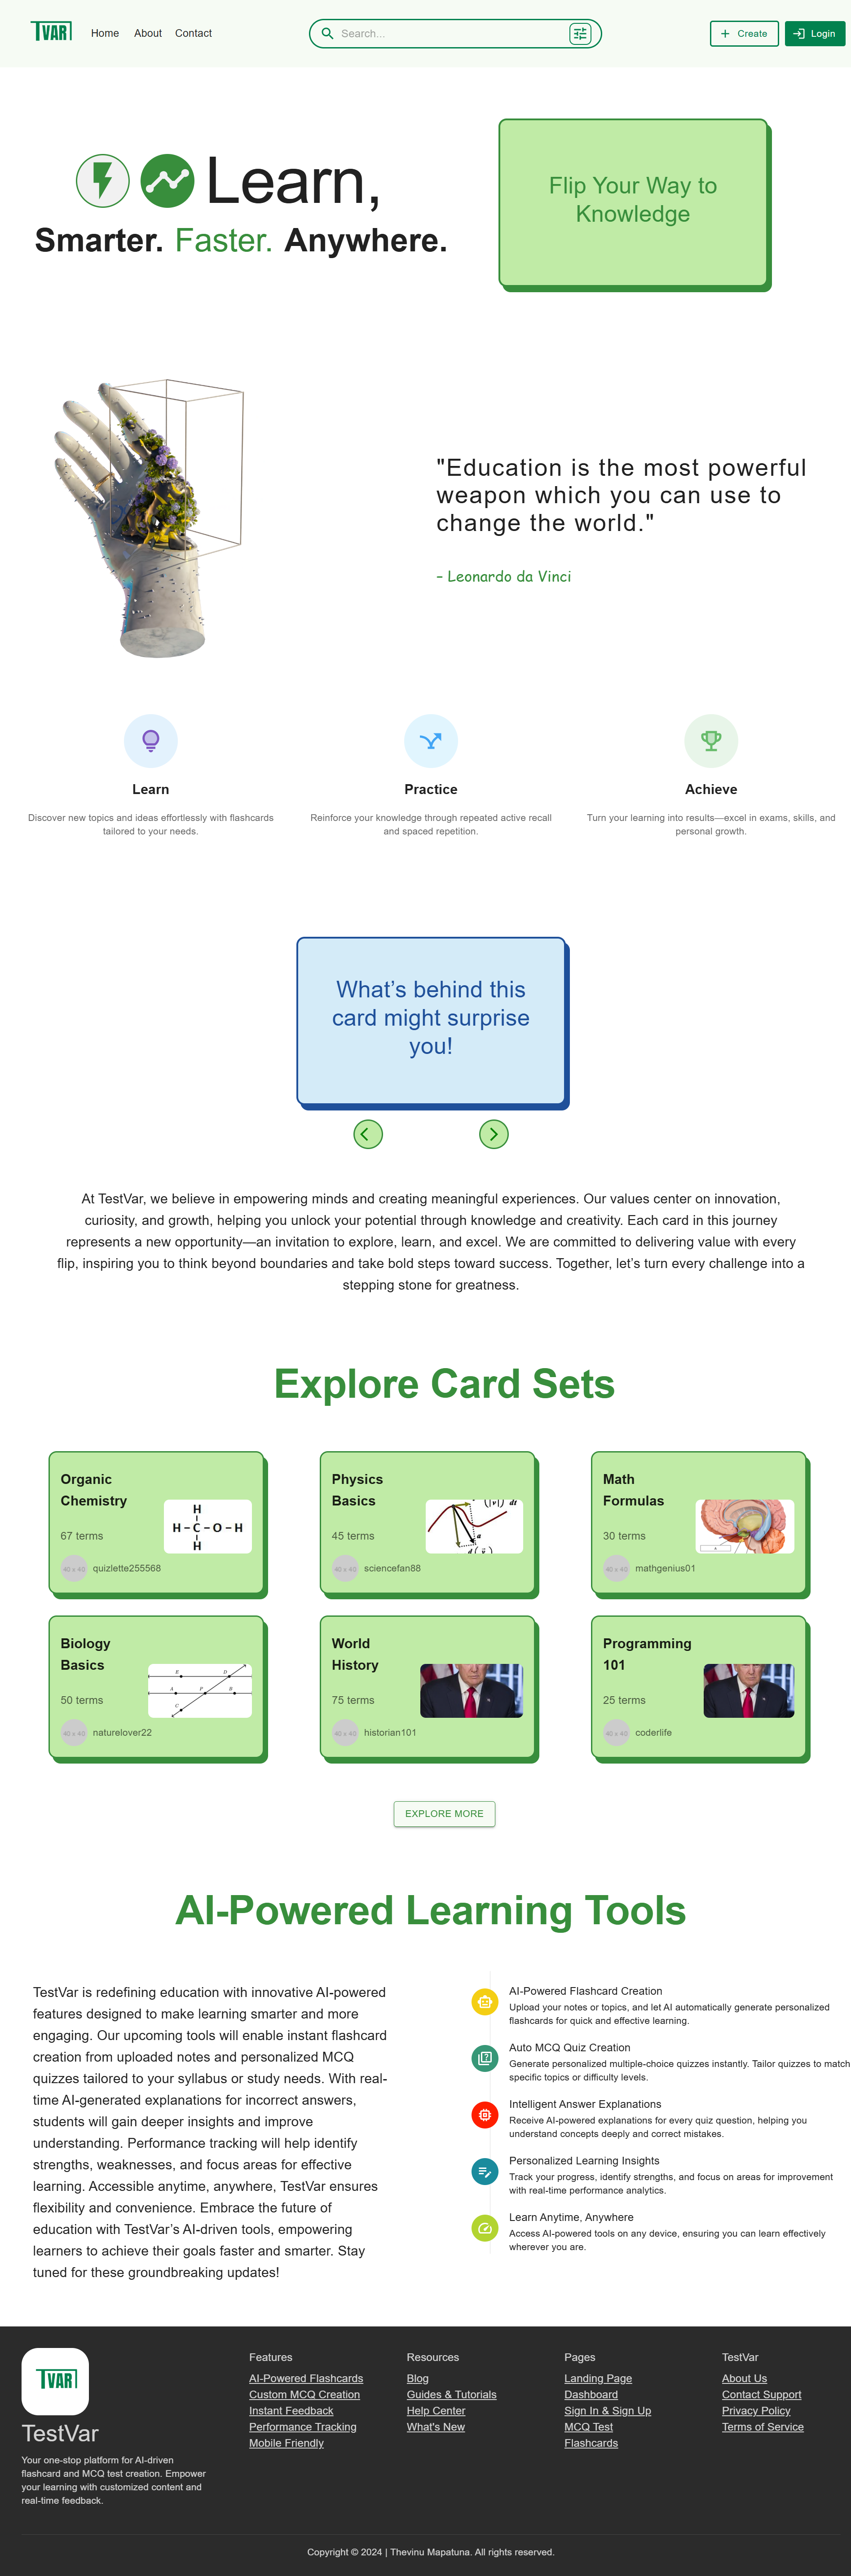 TVAR
Home About Contact
Search...
Create
Login
Learn,
Smarter. Faster. Anywhere.
Flip Your Way to
Knowledge
"Education is the most powerful
weapon which you can use to
change the world."
– Leonardo da Vinci
Learn
Discover new topics and ideas effortlessly with flashcards
tailored to your needs.
Practice
Reinforce your knowledge through repeated active recall
and spaced repetition.
Achieve
Turn your learning into results—excel in exams, skills, and
personal growth.
What’s behind this
card might surprise
you!
At TestVar, we believe in empowering minds and creating meaningful experiences. Our values center on innovation,
curiosity, and growth, helping you unlock your potential through knowledge and creativity. Each card in this journey
represents a new opportunity—an invitation to explore, learn, and excel. We are committed to delivering value with every
flip, inspiring you to think beyond boundaries and take bold steps toward success. Together, let’s turn every challenge into a
stepping stone for greatness.
Explore Card Sets
Organic
Chemistry
67 terms
H
H – C – O – H
H
40 x 40
quizlette255568
Physics
Basics
45 terms
a
40 x 40
sciencefan88
Math
Formulas
30 terms
40 x 40
mathgenius01
Biology
Basics
50 terms
E D
A F B
C
40 x 40
naturelover22
World
History
75 terms
40 x 40
historian101
Programming
101
25 terms
40 x 40
coderlife
EXPLORE MORE
AI-Powered Learning Tools
TestVar is redefining education with innovative AI-powered
features designed to make learning smarter and more
engaging. Our upcoming tools will enable instant flashcard
creation from uploaded notes and personalized MCQ
quizzes tailored to your syllabus or study needs. With real-
time AI-generated explanations for incorrect answers,
students will gain deeper insights and improve
understanding. Performance tracking will help identify
strengths, weaknesses, and focus areas for effective
learning. Accessible anytime, anywhere, TestVar ensures
flexibility and convenience. Embrace the future of
education with TestVar’s AI-driven tools, empowering
learners to achieve their goals faster and smarter. Stay
tuned for these groundbreaking updates!
AI-Powered Flashcard Creation
Upload your notes or topics, and let AI automatically generate personalized
flashcards for quick and effective learning.
Auto MCQ Quiz Creation
Generate personalized multiple-choice quizzes instantly. Tailor quizzes to match
specific topics or difficulty levels.
Intelligent Answer Explanations
Receive AI-powered explanations for every quiz question, helping you
understand concepts deeply and correct mistakes.
Personalized Learning Insights
Track your progress, identify strengths, and focus on areas for improvement
with real-time performance analytics.
Learn Anytime, Anywhere
Access AI-powered tools on any device, ensuring you can learn effectively
wherever you are.
TVAR
TestVar
Your one-stop platform for AI-driven
flashcard and MCQ test creation. Empower
your learning with customized content and
real-time feedback.
Features
AI-Powered Flashcards
Custom MCQ Creation
Instant Feedback
Performance Tracking
Mobile Friendly
Resources
Blog
Guides & Tutorials
Help Center
What's New
Pages
Landing Page
Dashboard
Sign In & Sign Up
MCQ Test
Flashcards
TestVar
About Us
Contact Support
Privacy Policy
Terms of Service
Copyright © 2024 | Thevinu Mapatuna. All rights reserved.